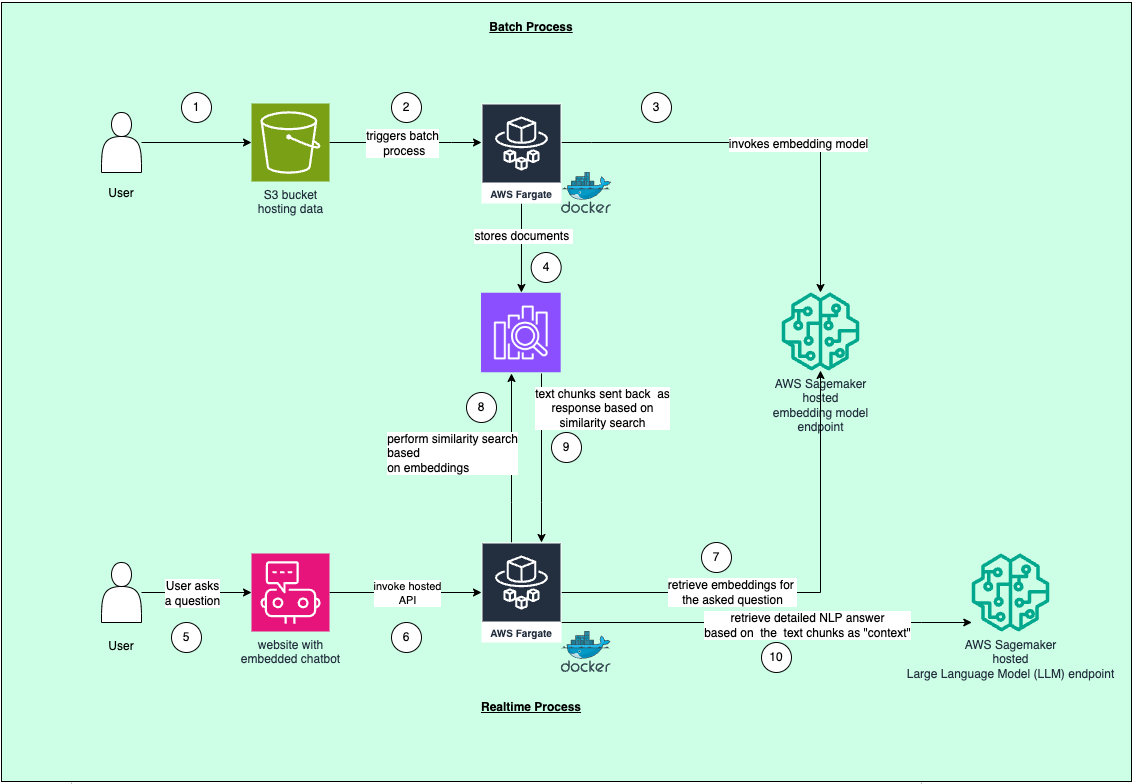 Batch Process
1
2
3
triggers batch
process
invokes embedding model
User
S3 bucket
hosting data
AWS Fargate
docker
stores documents
4
AWS Sagemaker
hosted
embedding model
endpoint
8
text chunks sent back as
response based on
similarity search
perform similarity search
based
on embeddings
9
7
User asks
a question
invoke hosted
API
retrieve embeddings for
the asked question
retrieve detailed NLP answer
based on the text chunks as "context"
5
6
10
User
website with
embedded chatbot
AWS Fargate
docker
AWS Sagemaker
hosted
Large Language Model (LLM) endpoint
Realtime Process